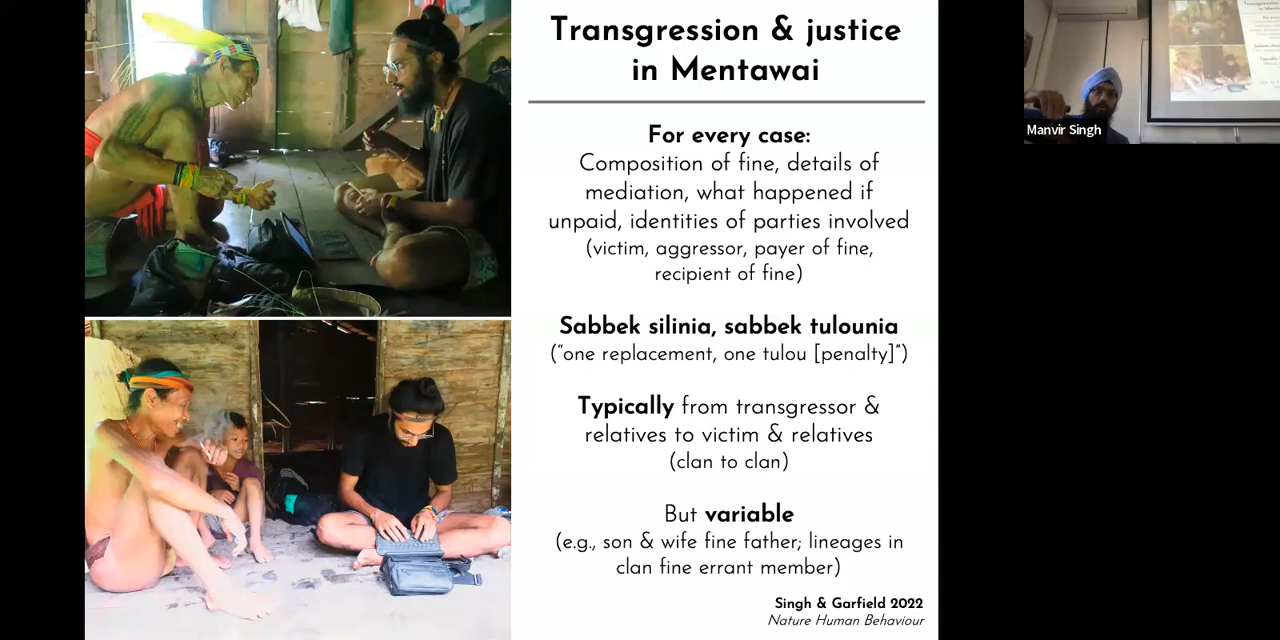 Transgression & justice
in Mentawai
For every case:
Composition of fine, details of
mediation, what happened if
unpaid, identities of parties involved
(victim, aggressor, payer of fine,
recipient of fine)
Sabbek silinia, sabbek tulounia
("one replacement, one tulou [penalty]")
Typically from transgressor &
relatives to victim & relatives
(clan to clan)
But variable
(e.g., son & wife fine father; lineages in
clan fine errant member)
Singh & Garfield 2022
Nature Human Behaviour
Manvir Singh